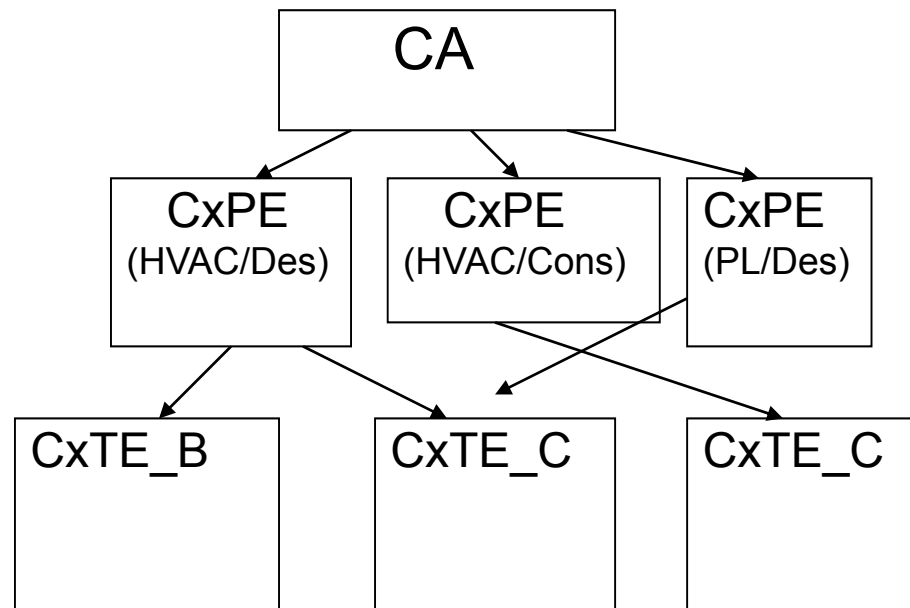 CA
CxPE
(HVAC/Des)
CxPE
(HVAC/Cons)
CxPE
(PL/Des)
CxTE_B
CxTE_C
CxTE_C